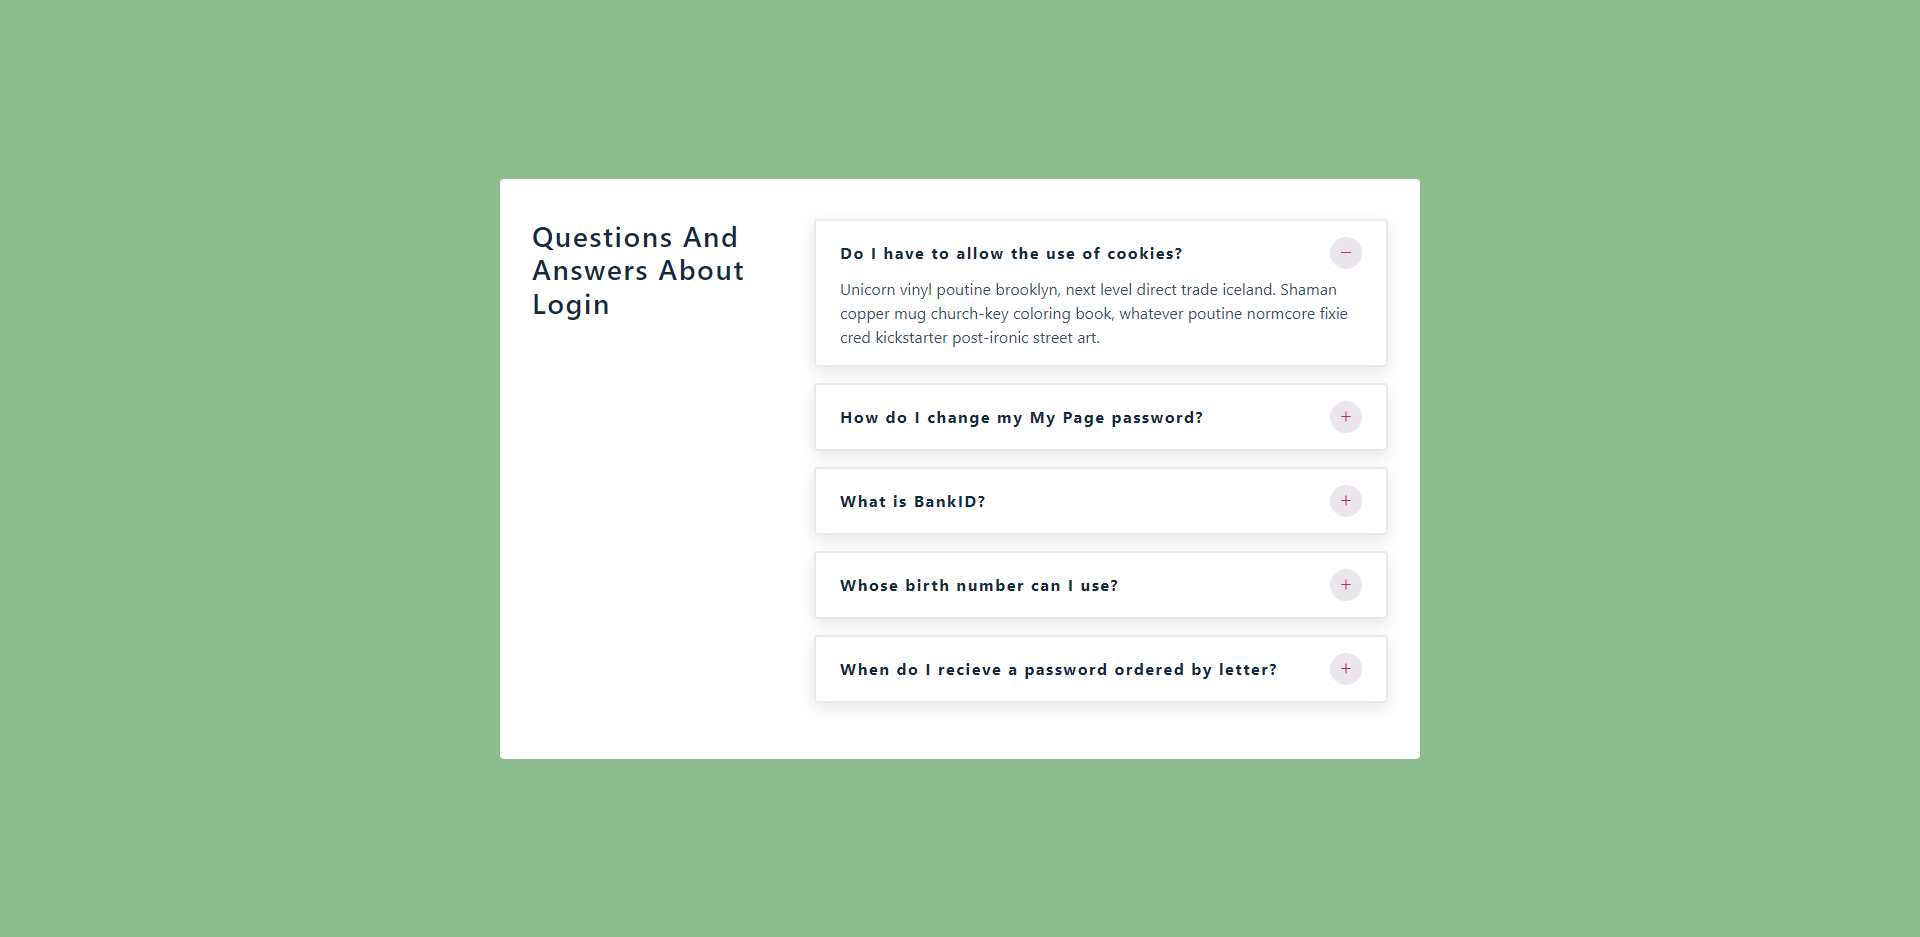 Questions And
Answers About
Login
Do I have to allow the use of cookies?
Unicorn vinyl poutine brooklyn, next level direct trade iceland. Shaman
copper mug church-key coloring book, whatever poutine normcore fixie
cred kickstarter post-ironic street art.
How do I change my My Page password?
What is BankID?
Whose birth number can I use?
When do I recieve a password ordered by letter?